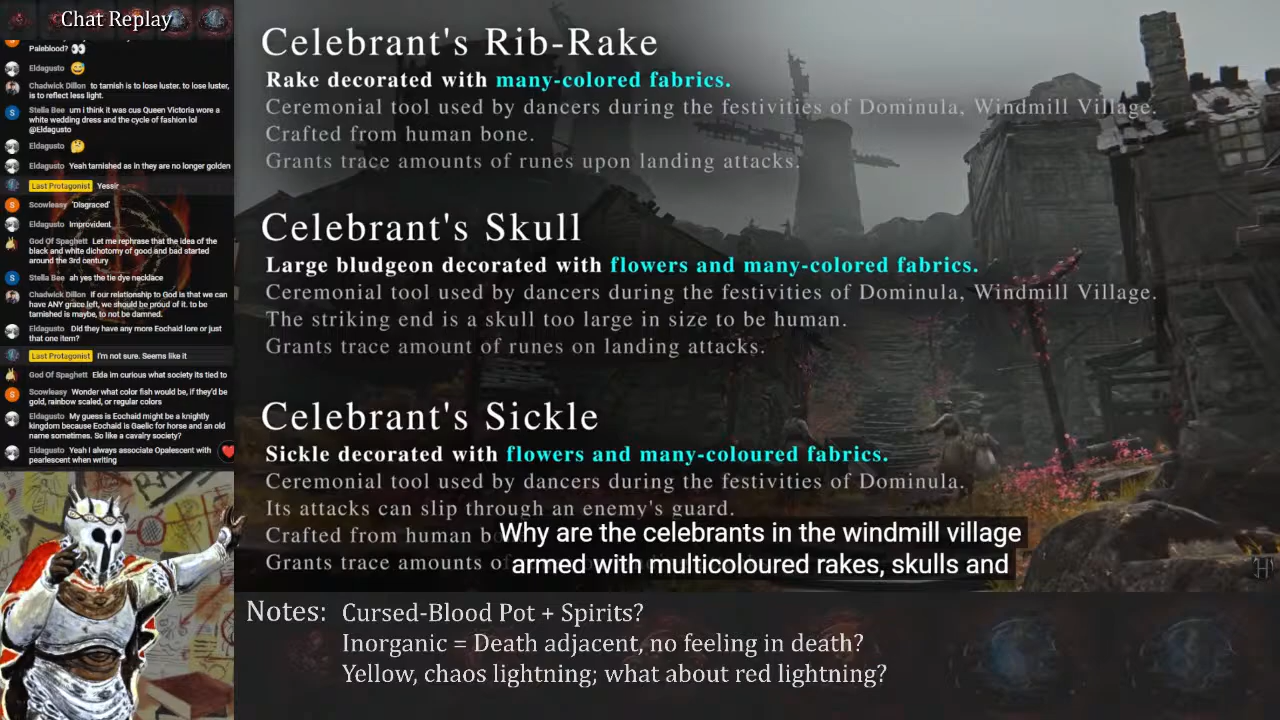 Chat Replay
Paleblood? 👀
Eldagusto 😅
Chadwick Dillon to tarnish is to lose luster. to lose luster,
is to reflect less light.
Stella Bee um i think it was cus Queen Victoria wore a
white wedding dress and the cycle of fashion lol
@Eldagusto
Eldagusto 🤔
Eldagusto Yeah tarnished as in they are no longer golden
Last Protagonist Yessir
Scowleasy 'Disgraced'
Eldagusto Improvident
God Of Spaghett Let me rephrase that the idea of the
black and white dichotomy of good and bad started
around the 3rd century
Stella Bee ah yes the tie dye necklace
Chadwick Dillon If our relationship to God is that we can
have ANY grace left, we should be proud of it. to be
tarnished is maybe, to not be damned.
Eldagusto Did they have any more Eochaid lore or just
that one item?
Last Protagonist I'm not sure. Seems like it
God Of Spaghett Elda im curious what society its tied to
Scowleasy Wonder what color fish would be, if they'd be
gold, rainbow scaled, or regular colors
Eldagusto My guess is Eochaid might be a knightly
kingdom because Eochaid is Gaelic for horse and an old
name sometimes. So like a cavalry society?
Eldagusto Yeah I always associate Opalescent with
pearlescent when writing
Celebrant's Rib-Rake
Rake decorated with many-colored fabrics.
Ceremonial tool used by dancers during the festivities of Dominula, Windmill Village.
Crafted from human bone.
Grants trace amounts of runes upon landing attacks.
Celebrant's Skull
Large bludgeon decorated with flowers and many-colored fabrics.
Ceremonial tool used by dancers during the festivities of Dominula, Windmill Village.
The striking end is a skull too large in size to be human.
Grants trace amount of runes on landing attacks.
Celebrant's Sickle
Sickle decorated with flowers and many-coloured fabrics.
Ceremonial tool used by dancers during the festivities of Dominula.
Its attacks can slip through an enemy's guard.
Crafted from human
Grants trace amounts
Why are the celebrants in the windmill village
armed with multicoloured rakes, skulls and
Notes: Cursed-Blood Pot + Spirits?
Inorganic = Death adjacent, no feeling in death?
Yellow, chaos lightning; what about red lightning?